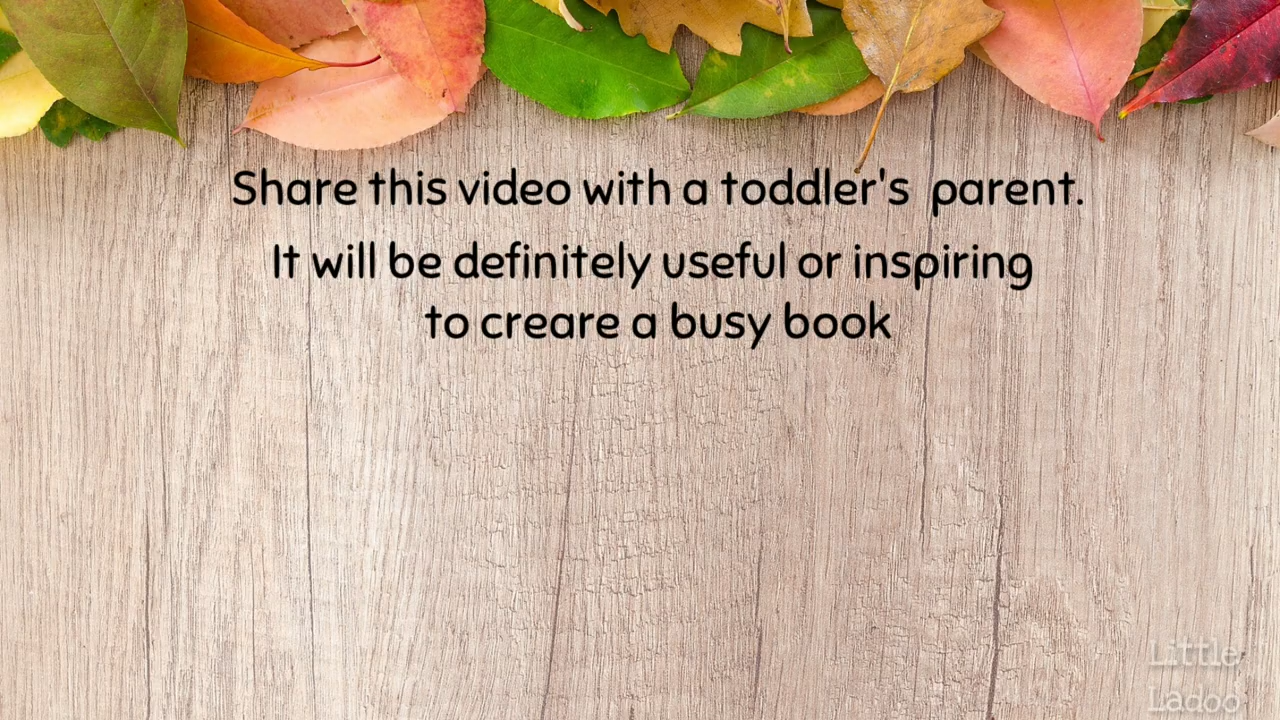 Share this video with a toddler's parent.
It will be definitely useful or inspiring
to creare a busy book
Little
Ladoo